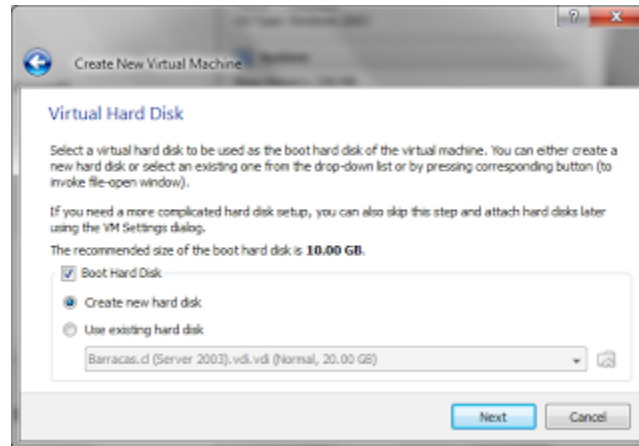 Create New Virtual Machine
Virtual Hard Disk
Select a virtual hard disk to be used as the boot hard disk of the virtual machine. You can either create a
new hard disk or select an existing one from the drop-down list or by pressing corresponding button (to
invoke file-open window).
If you need a more complicated hard disk setup, you can also skip this step and attach hard disks later
using the VM Settings dialog.
The recommended size of the boot hard disk is 10.00 GB.
Boot Hard Disk
Create new hard disk
Use existing hard disk
Barracas.cl (Server 2003).vdi.vdi (Normal, 20.00 GB)
Next Cancel